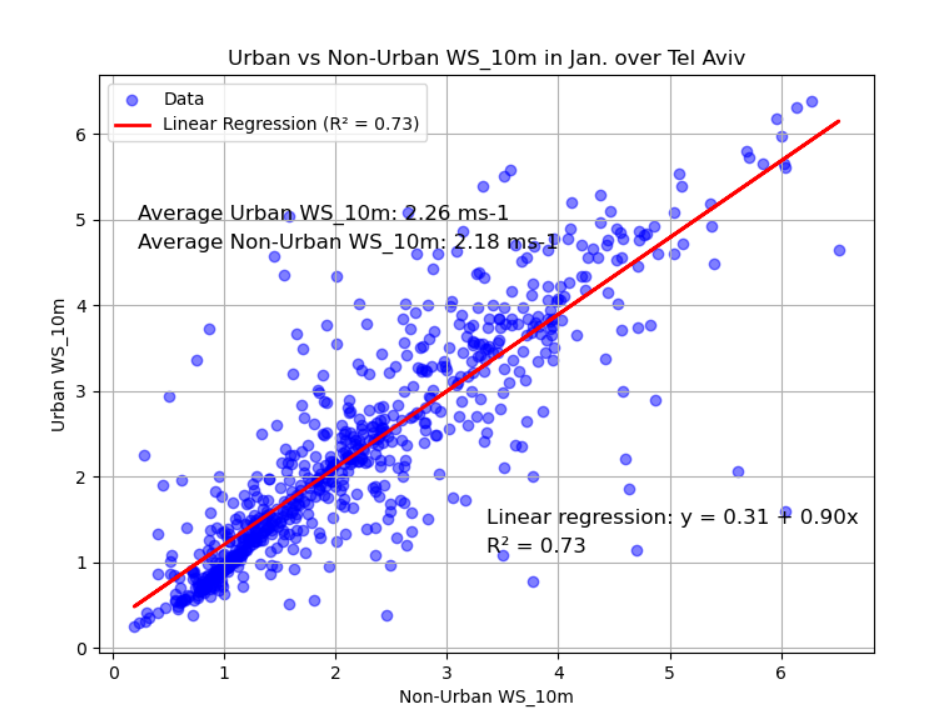 Urban vs Non-Urban WS_10m in Jan. over Tel Aviv
Data
Linear Regression (R² = 0.73)
Average Urban WS_10m: 2.26 ms-1
Average Non-Urban WS_10m: 2.18 ms-1
Linear regression: y = 0.31 + 0.90x
R² = 0.73
Urban WS_10m
6
5
4
3
2
1
0
0 1 2 3 4 5 6
Non-Urban WS_10m